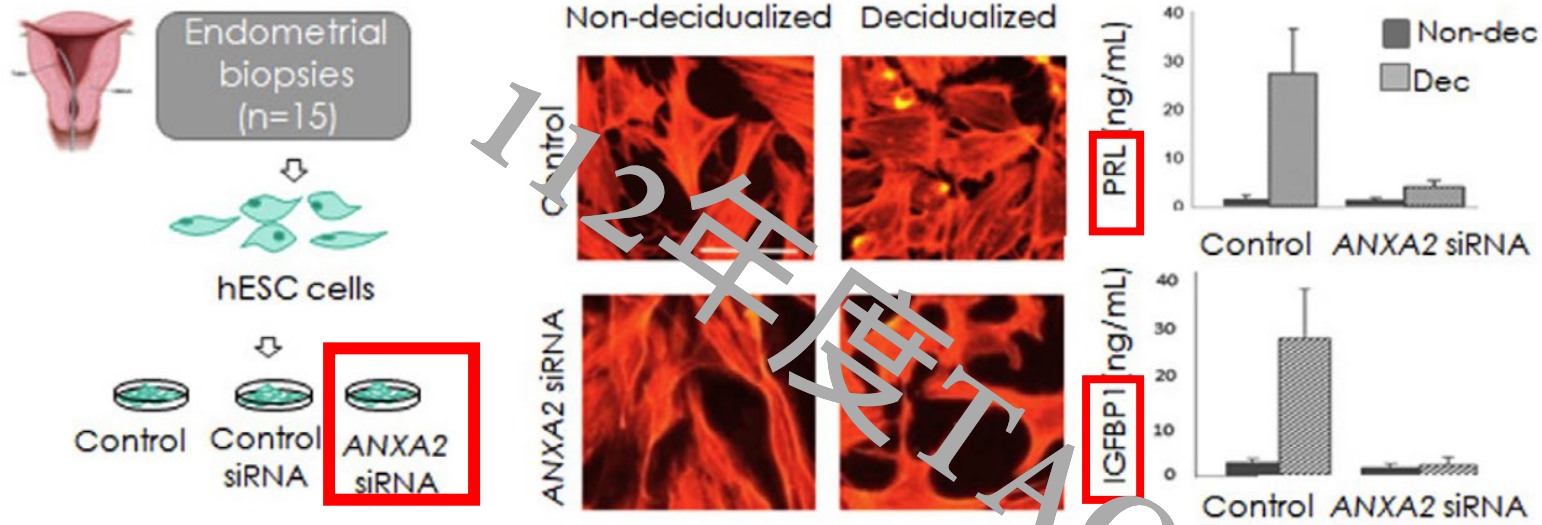 Endometrial
biopsies
(n=15)
hESC cells
Control
Control
siRNA
ANXA2
siRNA
Non-decidualized
Decidualized
Control
ANXA2 siRNA
PRL (ng/mL)
40
30
20
10
0
Non-dec
Dec
Control
ANXA2 siRNA
IGFBP1 (ng/mL)
40
30
20
10
0
Control
ANXA2 siRNA
112年度TAC